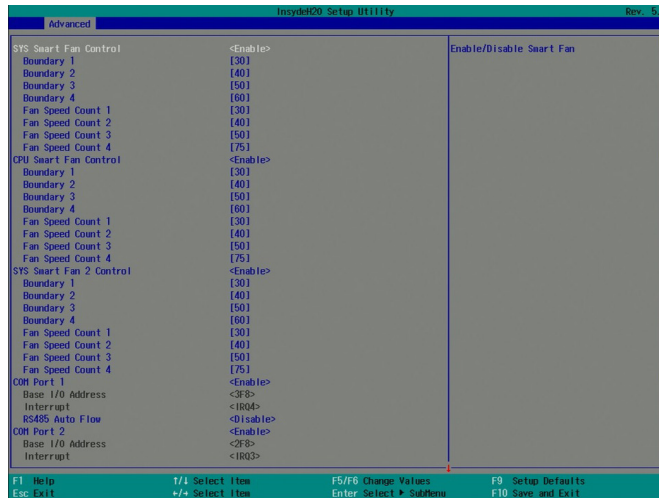 InsydeH20 Setup Utility Rev. 5.
Advanced
SYS Smart Fan Control <Enable> Enable/Disable Smart Fan
Boundary 1 [30]
Boundary 2 [40]
Boundary 3 [50]
Boundary 4 [60]
Fan Speed Count 1 [30]
Fan Speed Count 2 [40]
Fan Speed Count 3 [50]
Fan Speed Count 4 [75]
CPU Smart Fan Control <Enable>
Boundary 1 [30]
Boundary 2 [40]
Boundary 3 [50]
Boundary 4 [60]
Fan Speed Count 1 [30]
Fan Speed Count 2 [40]
Fan Speed Count 3 [50]
Fan Speed Count 4 [75]
SYS Smart Fan 2 Control <Enable>
Boundary 1 [30]
Boundary 2 [40]
Boundary 3 [50]
Boundary 4 [60]
Fan Speed Count 1 [30]
Fan Speed Count 2 [40]
Fan Speed Count 3 [50]
Fan Speed Count 4 [75]
COM Port 1 <Enable>
Base I/O Address <3F8>
Interrupt <IRQ4>
RS485 Auto Flow <Disable>
COM Port 2 <Enable>
Base I/O Address <2F8>
Interrupt <IRQ3>
F1 Help ↑/↓ Select Item F5/F6 Change Values F9 Setup Defaults
Esc Exit ←/→ Select Item Enter Select ▶ SubMenu F10 Save and Exit